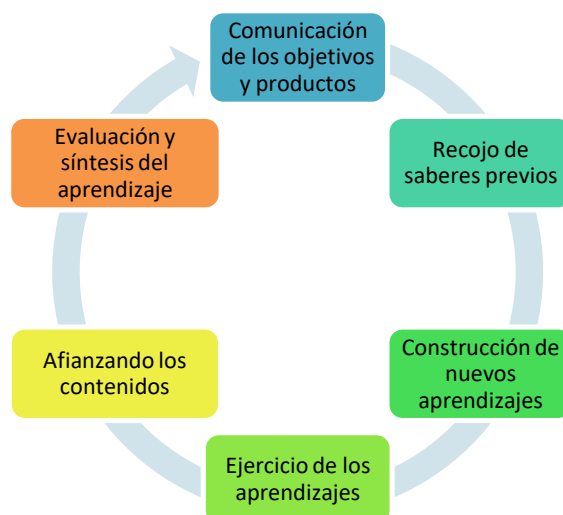 Comunicación
de los objetivos
y productos
Recojo de
saberes previos
Construcción de
nuevos
aprendizajes
Ejercicio de los
aprendizajes
Afianzando los
contenidos
Evaluación y
síntesis del
aprendizaje